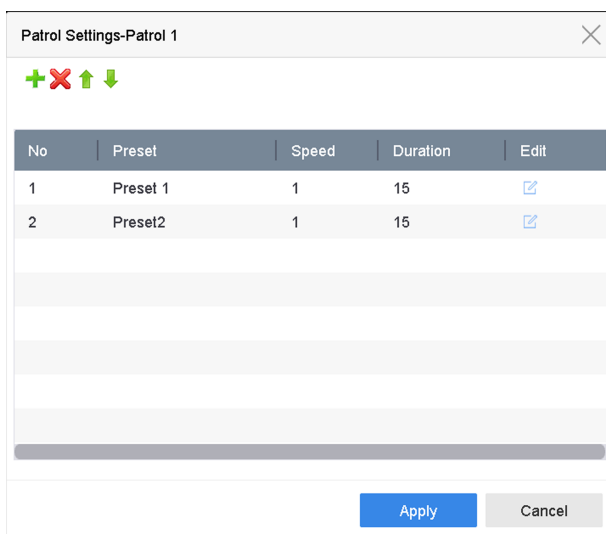 Patrol Settings-Patrol 1
No Preset Speed Duration Edit
1 Preset 1 1 15
2 Preset2 1 15
Apply Cancel